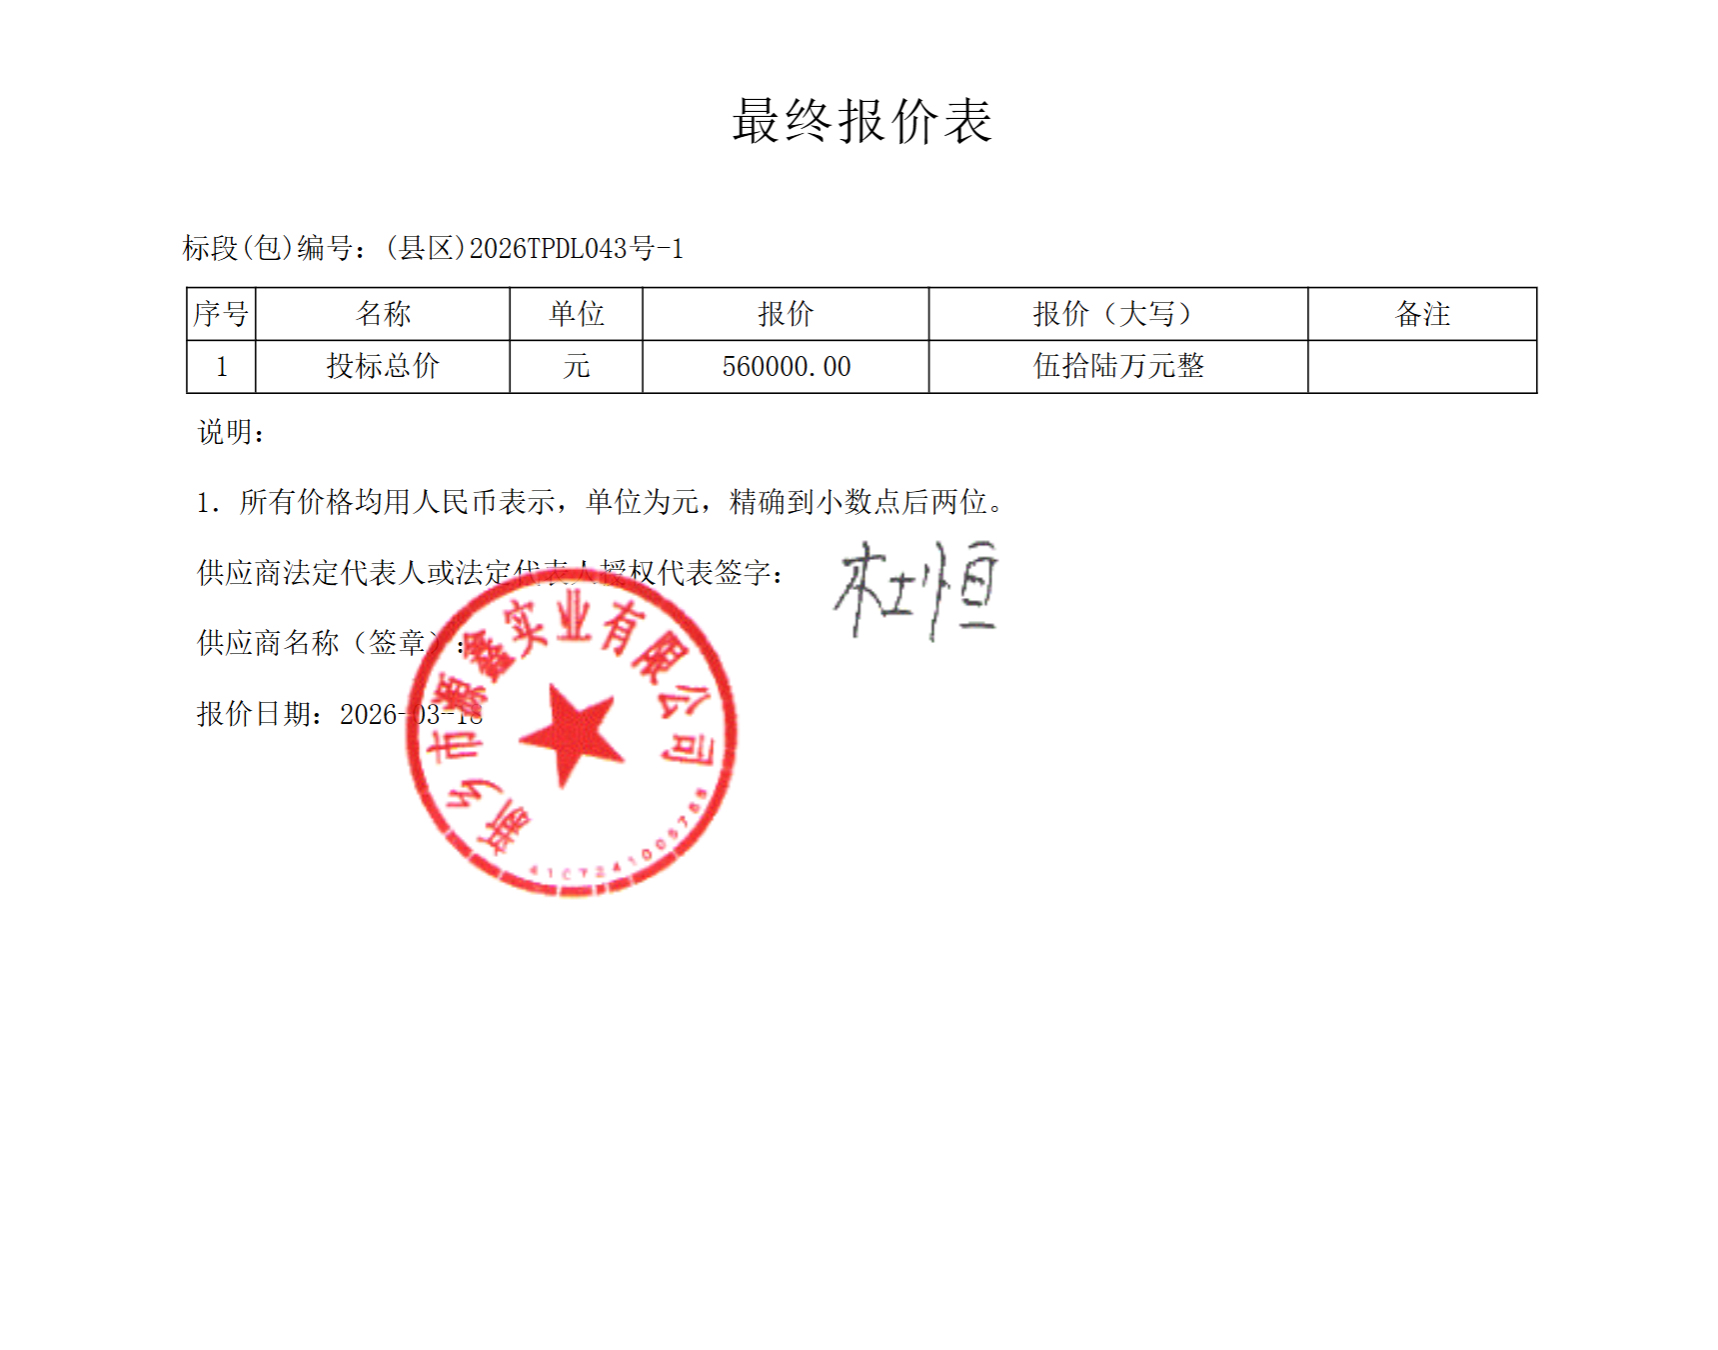 最终报价表
标段(包)编号：(县区)2026TPDL043号-1
序号 名称 单位 报价 报价（大写） 备注
1 投标总价 元 560000.00 伍拾陆万元整
说明：
1. 所有价格均用人民币表示，单位为元，精确到小数点后两位。
供应商法定代表人或法定代表人授权代表签字：
杜恒
供应商名称（签章）：
报价日期：2026-03-18
新乡市源鑫实业有限公司